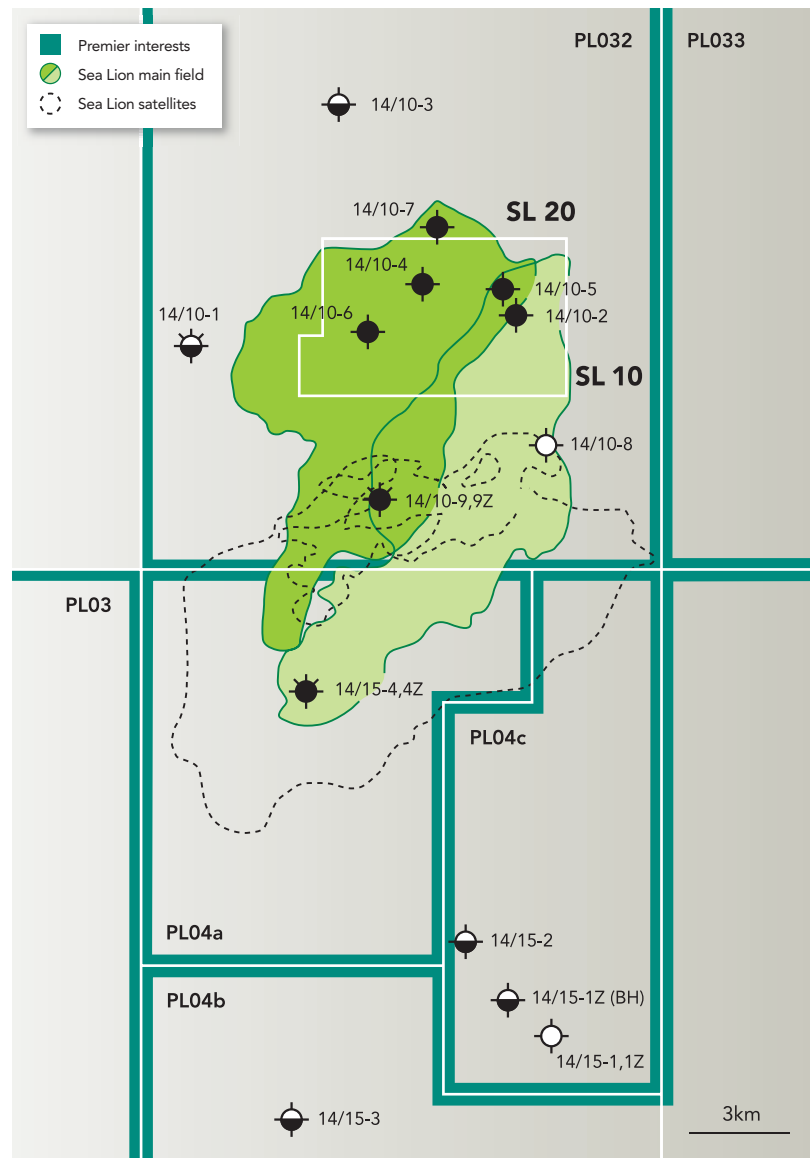 Premier interests
Sea Lion main field
Sea Lion satellites
PL032
PL033
14/10-3
14/10-7
SL 20
14/10-4
14/10-5
14/10-1
14/10-6
14/10-2
SL 10
14/10-8
14/10-9,9Z
PL03
14/15-4,4Z
PL04c
PL04a
14/15-2
PL04b
14/15-1Z (BH)
14/15-1,1Z
14/15-3
3km